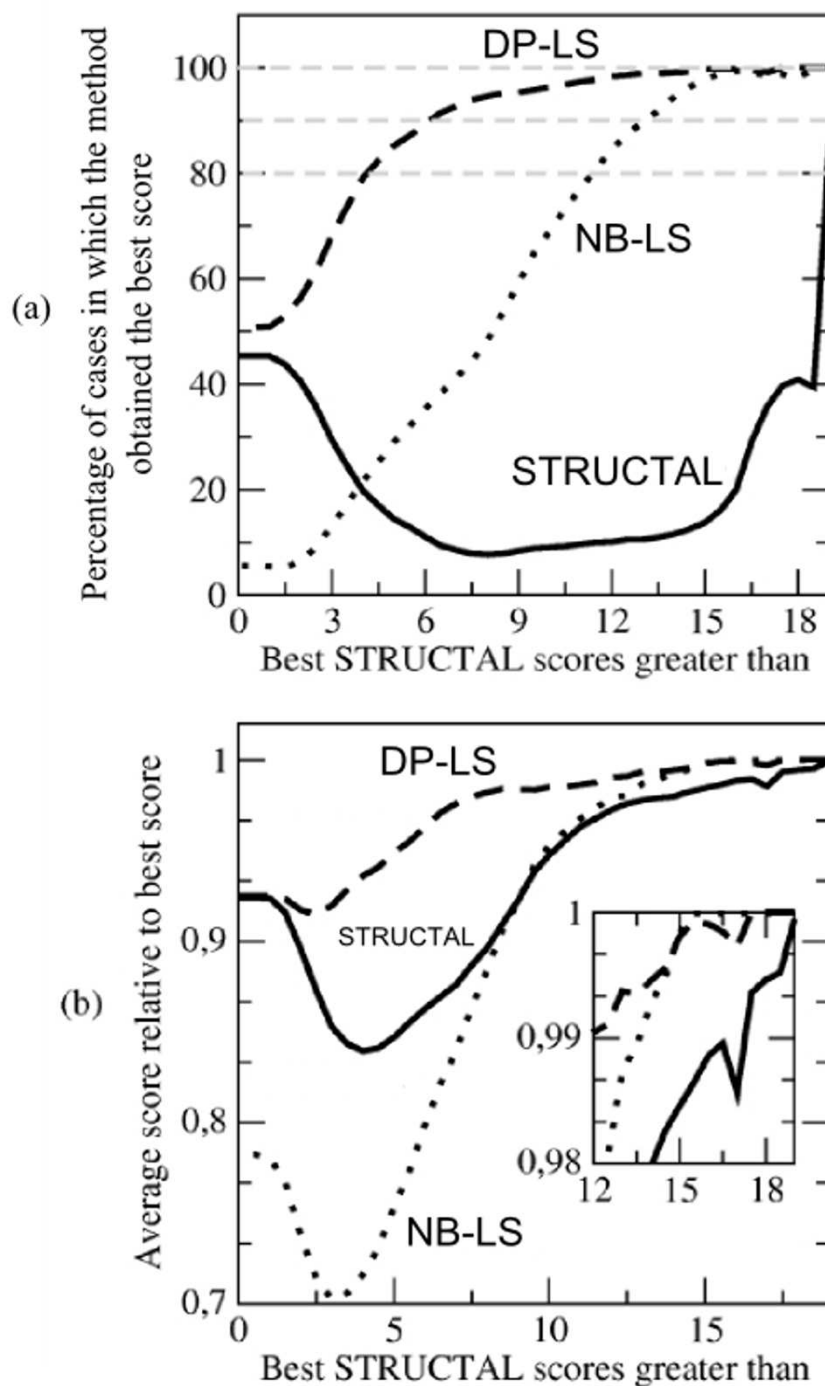 (a)
Percentage of cases in which the method
obtained the best score
DP-LS
NB-LS
STRUCTAL
100
80
60
40
20
0
0 3 6 9 12 15 18
Best STRUCTAL scores greater than
(b)
Average score relative to best score
DP-LS
STRUCTAL
NB-LS
1
0,9
0,8
0,7
1
0,99
0,98
12 15 18
0 5 10 15
Best STRUCTAL scores greater than